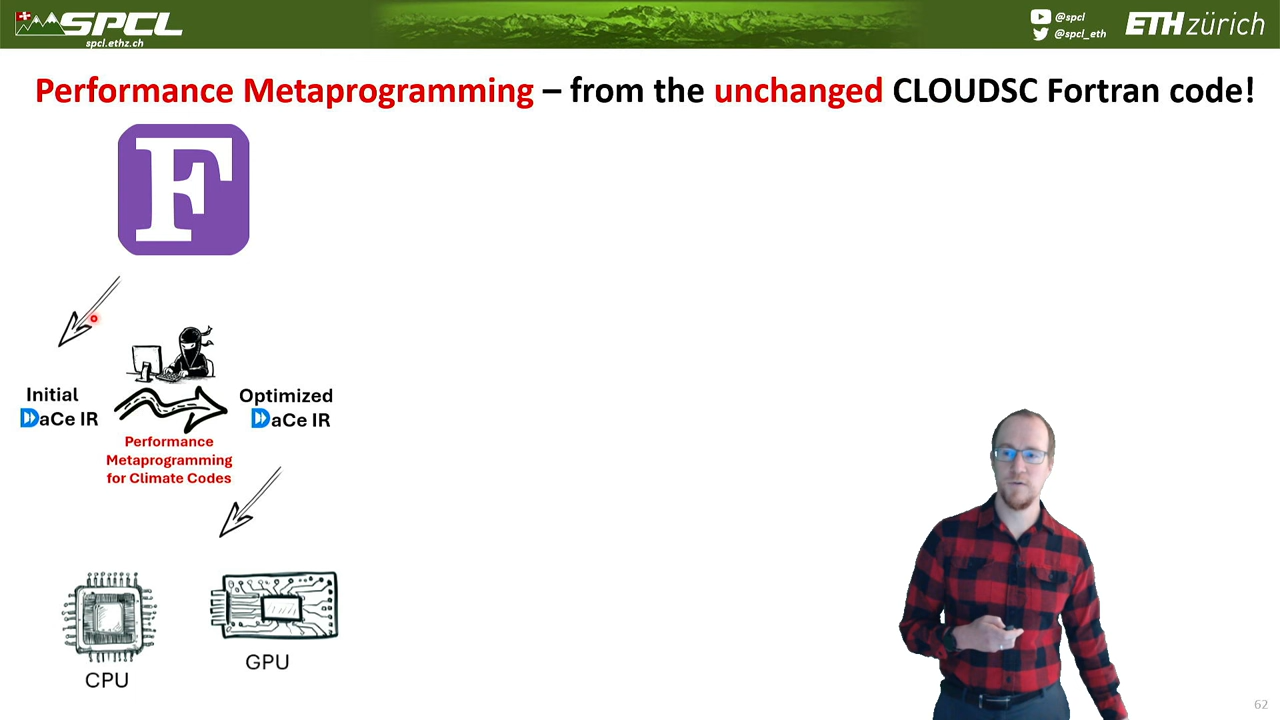 SPCL
spcl.ethz.ch
@spcl
@spcl_eth
ETH zürich
Performance Metaprogramming – from the unchanged CLOUDSC Fortran code!
F
Initial
DaCe IR
Optimized
DaCe IR
Performance
Metaprogramming
for Climate Codes
CPU
GPU
62